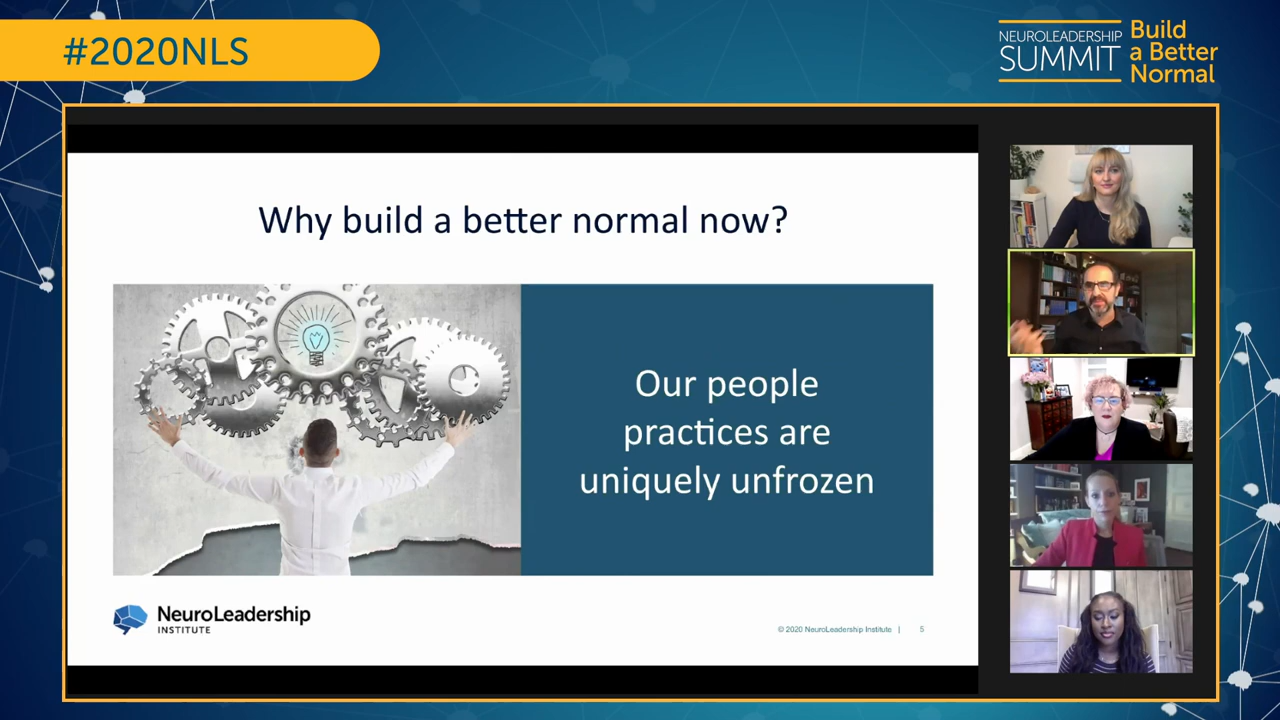 #2020NLS
NEUROLEADERSHIP
SUMMIT
Build
a Better
Normal
Why build a better normal now?
Our people
practices are
uniquely unfrozen
NeuroLeadership
INSTITUTE
© 2020 NeuroLeadership Institute | 5